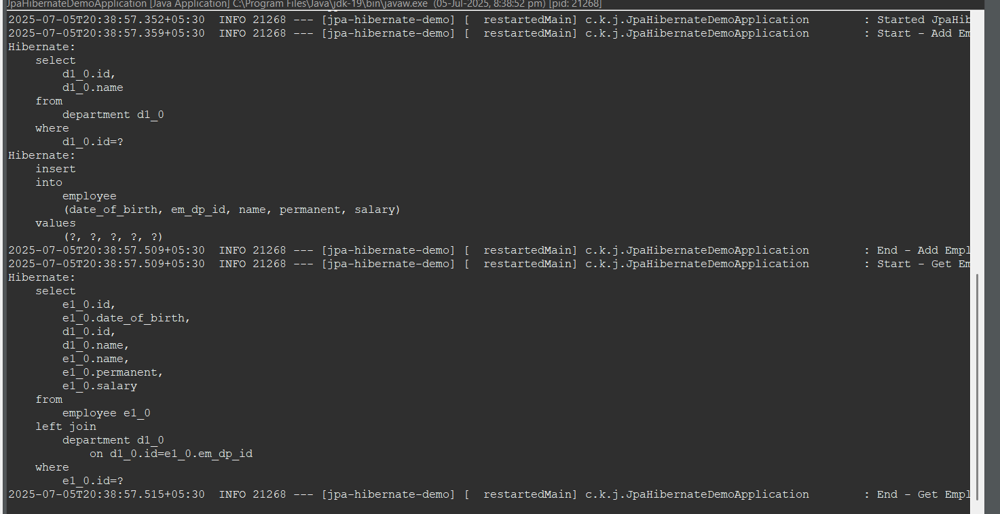 JpaHibernateDemoApplication [Java Application] C:\Program Files\Java\jdk-19\bin\javaw.exe (05-Jul-2025, 8:38:52 pm) [pid: 21268]
2025-07-05T20:38:57.352+05:30  INFO 21268 --- [jpa-hibernate-demo] [  restartedMain] c.k.j.JpaHibernateDemoApplication        : Started JpaHib
2025-07-05T20:38:57.359+05:30  INFO 21268 --- [jpa-hibernate-demo] [  restartedMain] c.k.j.JpaHibernateDemoApplication        : Start - Add Em
Hibernate:
    select
        d1_0.id,
        d1_0.name
    from
        department d1_0
    where
        d1_0.id=?
Hibernate:
    insert
    into
        employee
        (date_of_birth, em_dp_id, name, permanent, salary)
    values
        (?, ?, ?, ?, ?)
2025-07-05T20:38:57.509+05:30  INFO 21268 --- [jpa-hibernate-demo] [  restartedMain] c.k.j.JpaHibernateDemoApplication        : End - Add Empl
2025-07-05T20:38:57.509+05:30  INFO 21268 --- [jpa-hibernate-demo] [  restartedMain] c.k.j.JpaHibernateDemoApplication        : Start - Get Em
Hibernate:
    select
        e1_0.id,
        e1_0.date_of_birth,
        d1_0.id,
        d1_0.name,
        e1_0.name,
        e1_0.permanent,
        e1_0.salary
    from
        employee e1_0
    left join
        department d1_0
            on d1_0.id=e1_0.em_dp_id
    where
        e1_0.id=?
2025-07-05T20:38:57.515+05:30  INFO 21268 --- [jpa-hibernate-demo] [  restartedMain] c.k.j.JpaHibernateDemoApplication        : End - Get Empl